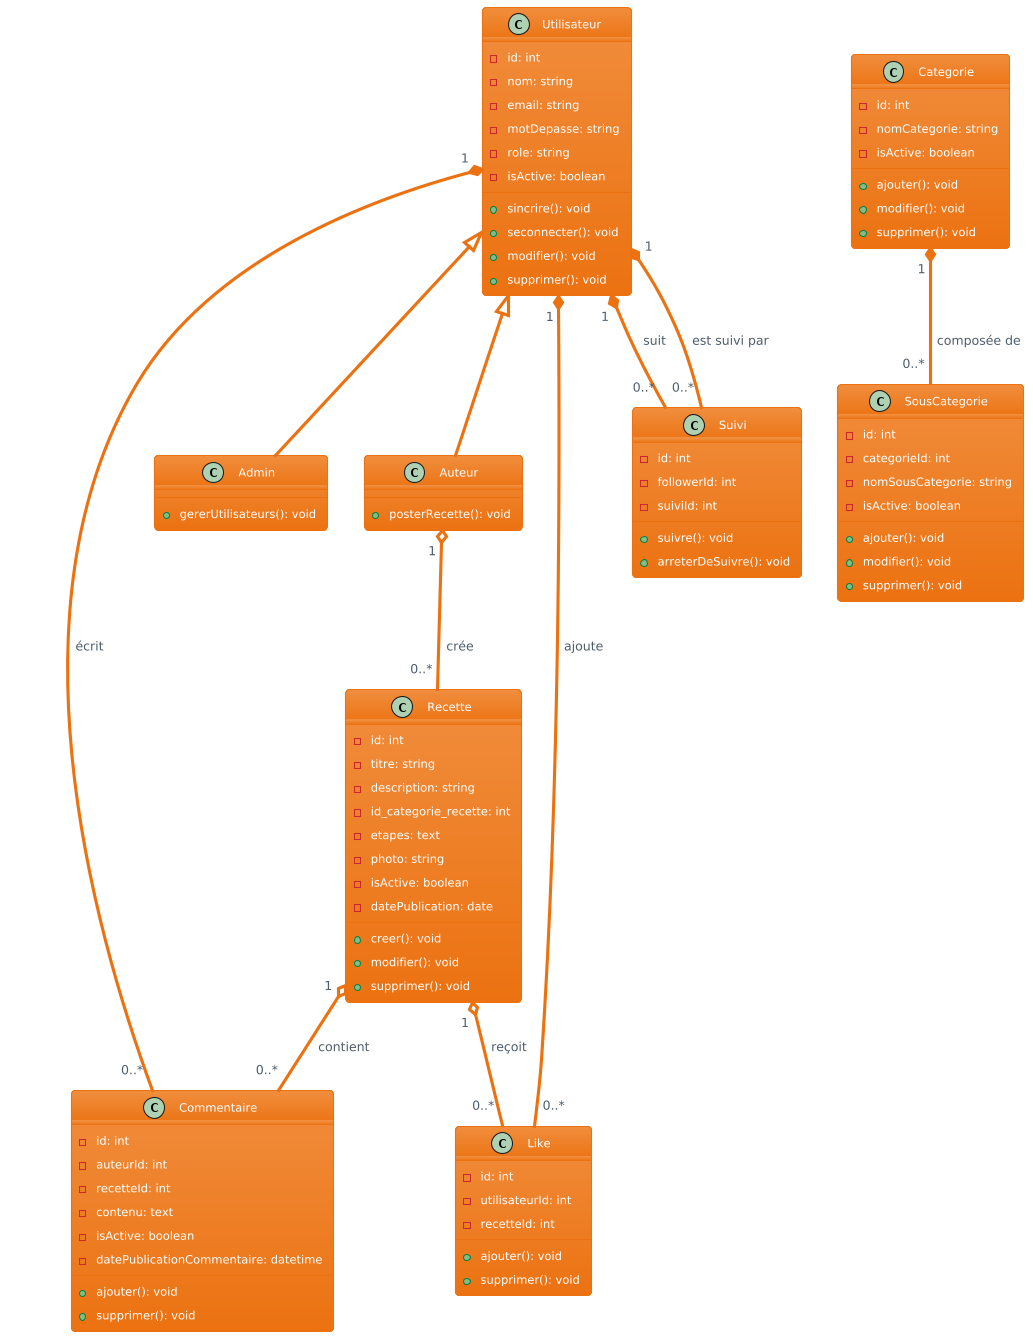 C Utilisateur
id: int
nom: string
email: string
motDepasse: string
role: string
isActive: boolean
sincrire(): void
seconnecter(): void
modifier(): void
supprimer(): void
C Categorie
id: int
nomCategorie: string
isActive: boolean
ajouter(): void
modifier(): void
supprimer(): void
1
1
1
1
1
suit
est suivi par
composée de
0..*
0..*
0..*
C Admin
gererUtilisateurs(): void
C Auteur
posterRecette(): void
C Suivi
id: int
followerId: int
suiviId: int
suivre(): void
arreterDeSuivre(): void
C SousCategorie
id: int
categorieId: int
nomSousCategorie: string
isActive: boolean
ajouter(): void
modifier(): void
supprimer(): void
1
écrit
crée
ajoute
0..*
C Recette
id: int
titre: string
description: string
id_categorie_recette: int
etapes: text
photo: string
isActive: boolean
datePublication: date
creer(): void
modifier(): void
supprimer(): void
1
1
contient
reçoit
0..*
0..*
0..*
0..*
C Commentaire
id: int
auteurId: int
recetteId: int
contenu: text
isActive: boolean
datePublicationCommentaire: datetime
ajouter(): void
supprimer(): void
C Like
id: int
utilisateurId: int
recetteId: int
ajouter(): void
supprimer(): void